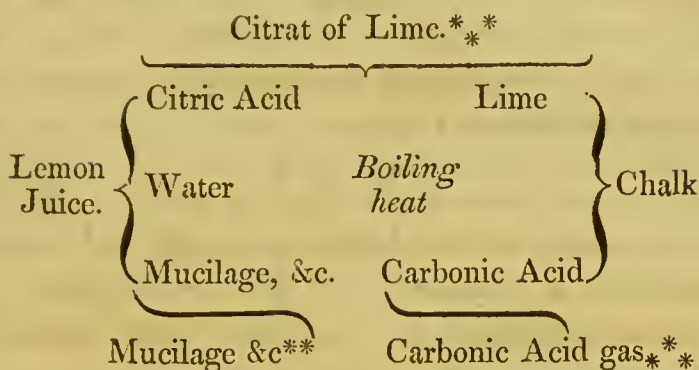 Citrat of Lime.***
Citric Acid Lime
Lemon Juice. Water Boiling heat Chalk
Mucilage, &c. Carbonic Acid
Mucilage &c** Carbonic Acid gas***